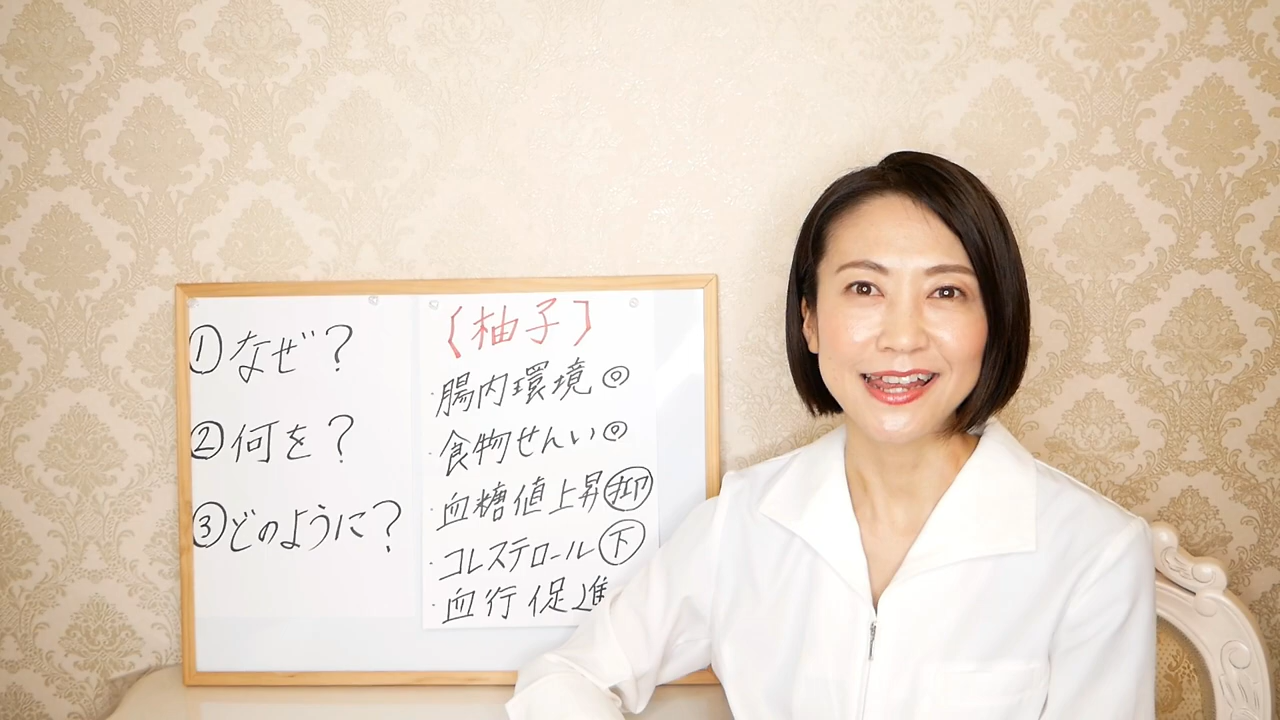 ①なぜ?
②何を?
③どのように?
〔柚子〕
・腸内環境◎
・食物せんい◎
・血糖値上昇㊥抑
・コレステロール㊦
・血行促進